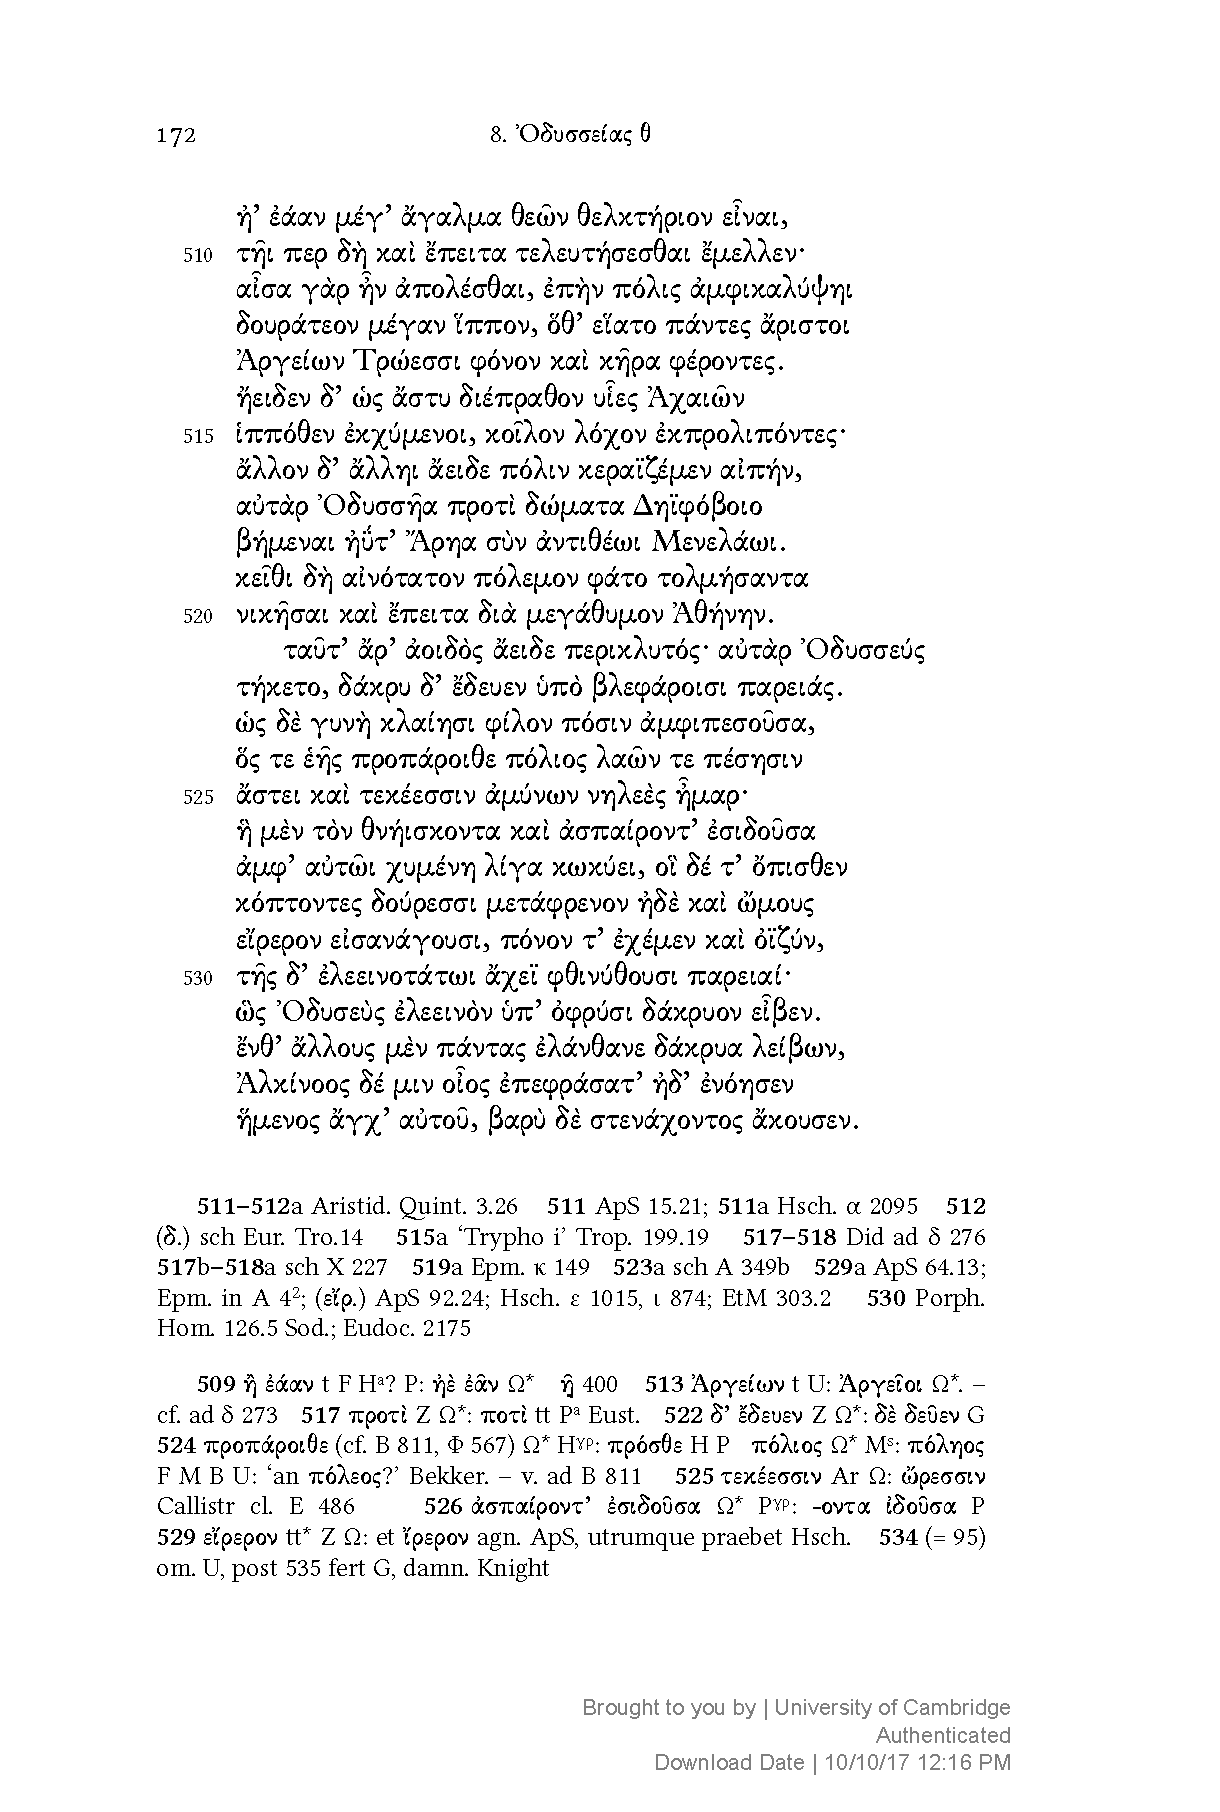 172 8. Ὀδυσσείας θ
ἠ’ ἐάαν μέγ’ ἄγαλμα θεῶν θελκτήριον εἶναι,
510 τῆι περ δὴ καὶ ἔπειτα τελευτήσεσθαι ἔμελλεν·
αἶσα γὰρ ἦν ἀπολέσθαι, ἐπὴν πόλις ἀμφικαλύψηι
δουράτεον μέγαν ἵππον, ὅθ’ εἵατο πάντες ἄριστοι
Ἀργείων Τρώεσσι φόνον καὶ κῆρα φέροντες.
ἤειδεν δ’ ὡς ἄστυ διέπραθον υἷες Ἀχαιῶν
515 ἱππόθεν ἐκχύμενοι, κοῖλον λόχον ἐκπρολιπόντες·
ἄλλον δ’ ἄλληι ἄειδε πόλιν κεραϊζέμεν αἰπήν,
αὐτὰρ Ὀδυσσῆα προτὶ δώματα Δηϊφόβοιο
βήμεναι ἠΰτ’ Ἄρηα σὺν ἀντιθέωι Μενελάωι.
κεῖθι δὴ αἰνότατον πόλεμον φάτο τολμήσαντα
520 νικῆσαι καὶ ἔπειτα διὰ μεγάθυμον Ἀθήνην.
ταῦτ’ ἄρ’ ἀοιδὸς ἄειδε περικλυτός· αὐτὰρ Ὀδυσσεύς
τήκετο, δάκρυ δ’ ἔδευεν ὑπὸ βλεφάροισι παρειάς.
ὡς δὲ γυνὴ κλαίησι φίλον πόσιν ἀμφιπεσοῦσα,
ὅς τε ἑῆς προπάροιθε πόλιος λαῶν τε πέσησιν
525 ἄστει καὶ τεκέεσσιν ἀμύνων νηλεὲς ἦμαρ·
ἣ μὲν τὸν θνήισκοντα καὶ ἀσπαίροντ’ ἐσιδοῦσα
ἀμφ’ αὐτῶι χυμένη λίγα κωκύει, οἳ δέ τ’ ὄπισθεν
κόπτοντες δούρεσσι μετάφρενον ἠδὲ καὶ ὤμους
εἴρερον εἰσανάγουσι, πόνον τ’ ἐχέμεν καὶ ὀϊζύν,
530 τῆς δ’ ἐλεεινοτάτωι ἄχεϊ φθινύθουσι παρειαί·
ὣς Ὀδυσεὺς ἐλεεινὸν ὑπ’ ὀφρύσι δάκρυον εἶβεν.
ἔνθ’ ἄλλους μὲν πάντας ἐλάνθανε δάκρυα λείβων,
Ἀλκίνοος δέ μιν οἶος ἐπεφράσατ’ ἠδ’ ἐνόησεν
ἥμενος ἄγχ’ αὐτοῦ, βαρὺ δὲ στενάχοντος ἄκουσεν.
511–512a Aristid. Quint. 3.26 511 ApS 15.21; 511a Hsch. α 2095 512
(δ.) sch Eur. Tro.14 515a ‘Trypho i’ Trop. 199.19 517–518 Did ad δ 276
517b–518a sch X 227 519a Epm. κ 149 523a sch A 349b 529a ApS 64.13;
Epm. in A 4²; (εἴρ.) ApS 92.24; Hsch. ε 1015, ι 874; EtM 303.2 530 Porph.
Hom. 126.5 Sod.; Eudoc. 2175
509 ἢ ἐάαν t F Hᵃ? P: ἠὲ ἐᾶν Ω* ῇ 400 513 Ἀργείων t U: Ἀργεῖοι Ω*. –
cf. ad δ 273 517 προτὶ Z Ω*: ποτὶ tt Pᵃ Eust. 522 δ’ ἔδευεν Z Ω*: δὲ δεῦεν G
524 προπάροιθε (cf. B 811, Φ 567) Ω* Hᵞᵖ: πρόσθε H P πόλιος Ω* Mˢ: πόληος
F M B U: ‘an πόλεος?’ Bekker. – v. ad B 811 525 τεκέεσσιν Ar Ω: ὤρεσσιν
Callistr cl. E 486 526 ἀσπαίροντ’ ἐσιδοῦσα Ω* Pᵞᵖ: -οντα ἰδοῦσα P
529 εἴρερον tt* Z Ω: et ἴρερον agn. ApS, utrumque praebet Hsch. 534 (= 95)
om. U, post 535 fert G, damn. Knight
Brought to you by | University of Cambridge
Authenticated
Download Date | 10/10/17 12:16 PM